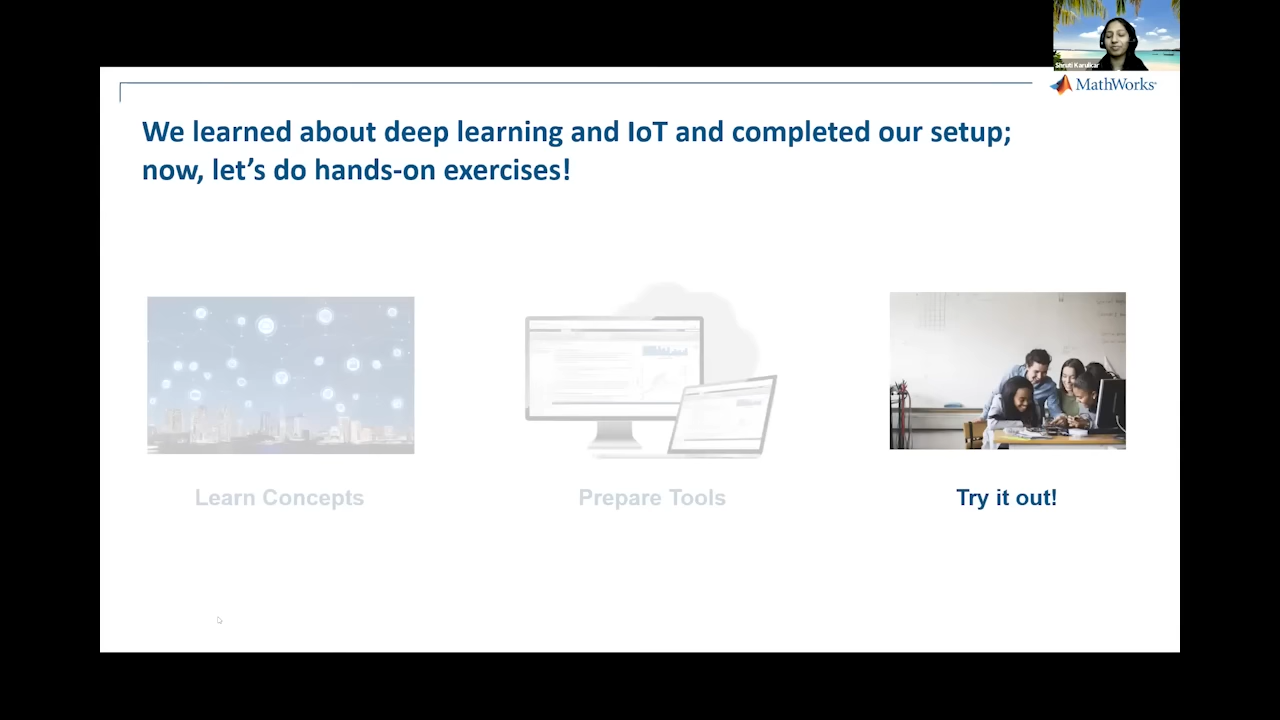 Shruti Karulkar
MathWorks
We learned about deep learning and IoT and completed our setup;
now, let’s do hands-on exercises!
Learn Concepts
Prepare Tools
Try it out!